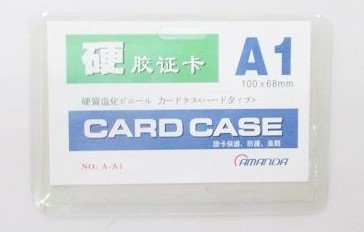 硬胶证卡 A1
100×68mm
硬質塩化ビニール カードケス<ハードタイプ>
CARD CASE
證卡保護、防護、美觀
NO: A-A1 AMANDA